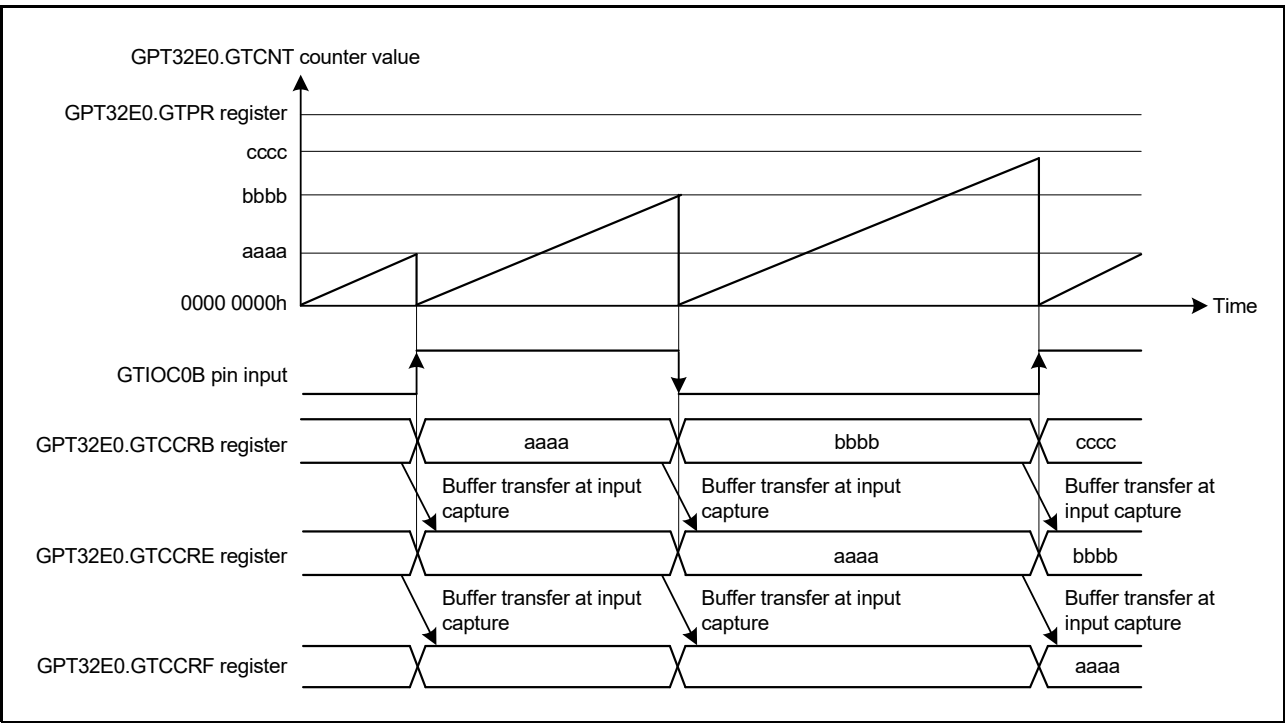 GPT32E0.GTCNT counter value
GPT32E0.GTPR register
cccc
bbbb
aaaa
0000 0000h
Time
GTIOC0B pin input
GPT32E0.GTCCRB register
aaaa
bbbb
cccc
Buffer transfer at input
capture
Buffer transfer at input
capture
Buffer transfer at
input capture
GPT32E0.GTCCRE register
aaaa
bbbb
Buffer transfer at input
capture
Buffer transfer at input
capture
Buffer transfer at
input capture
GPT32E0.GTCCRF register
aaaa